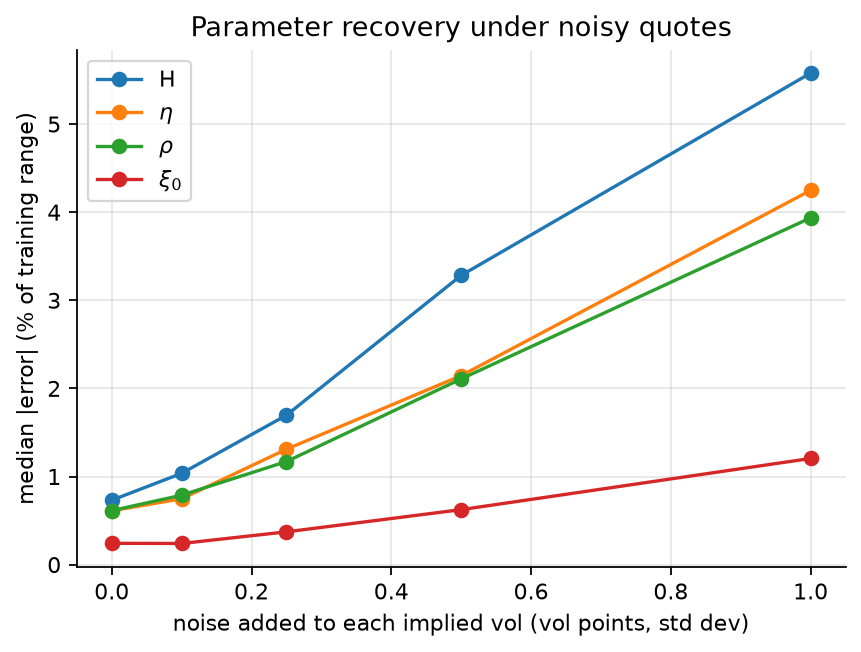 Parameter recovery under noisy quotes
H
η
ρ
ξ₀
median |error| (% of training range)
5
4
3
2
1
0
0.0 0.2 0.4 0.6 0.8 1.0
noise added to each implied vol (vol points, std dev)